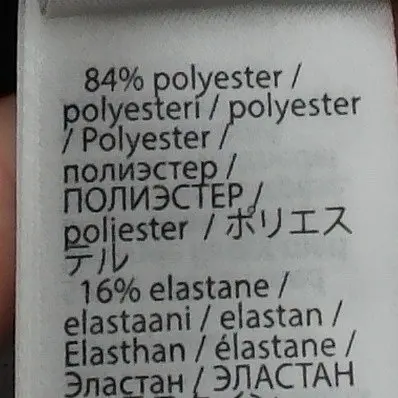 84% polyester /
polyesteri / polyester
/ Polyester /
полиэстер /
ПОЛИЭСТЕР /
poliester / ポリエス
テル
16% elastane /
elastaani / elastan /
Elasthan / élastane /
Эластан / ЭЛАСТАН